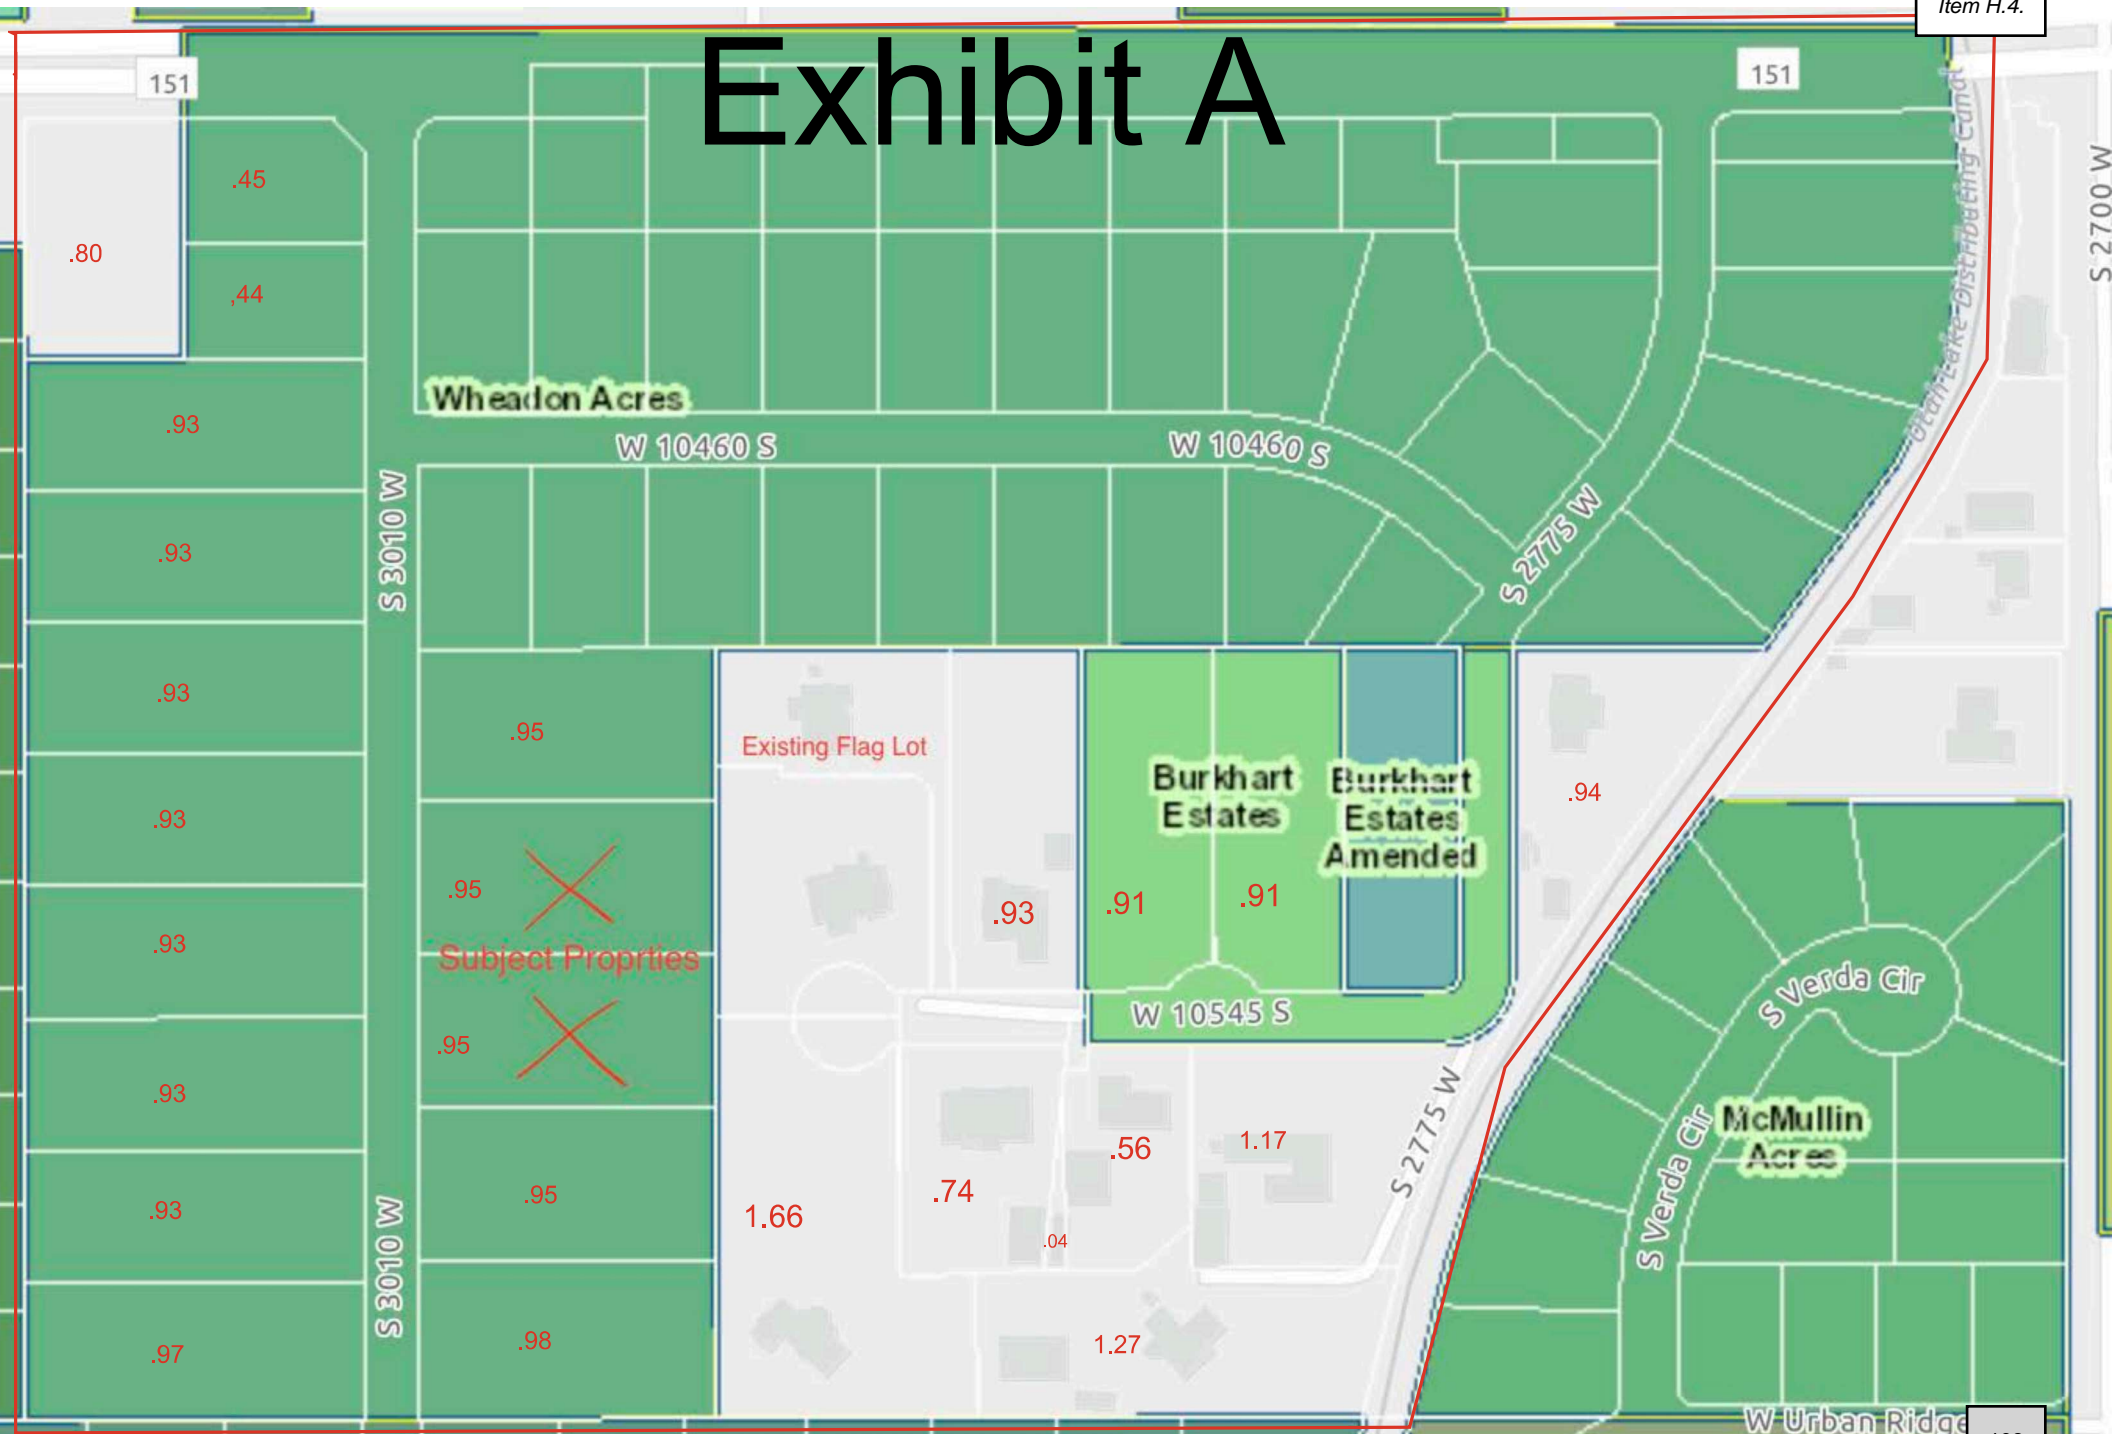 Item H.4.
Exhibit A
151
151
.45
.80
,44
Utah Lake Distributing Canal
S 2700 W
Wheadon Acres
.93
W 10460 S
W 10460 S
S 3010 W
.93
S 2775 W
.93
.95
Existing Flag Lot
Burkhart
Estates
Burkhart
Estates
Amended
.94
.93
.95
.93
.91
.91
.93
Subject Proprties
S Verda Cir
W 10545 S
.95
.93
S 2775 W
McMullin
Acres
.56
1.17
S Verda Cir
.95
.74
1.66
.93
.04
S 3010 W
.98
1.27
.97
W Urban Ridge